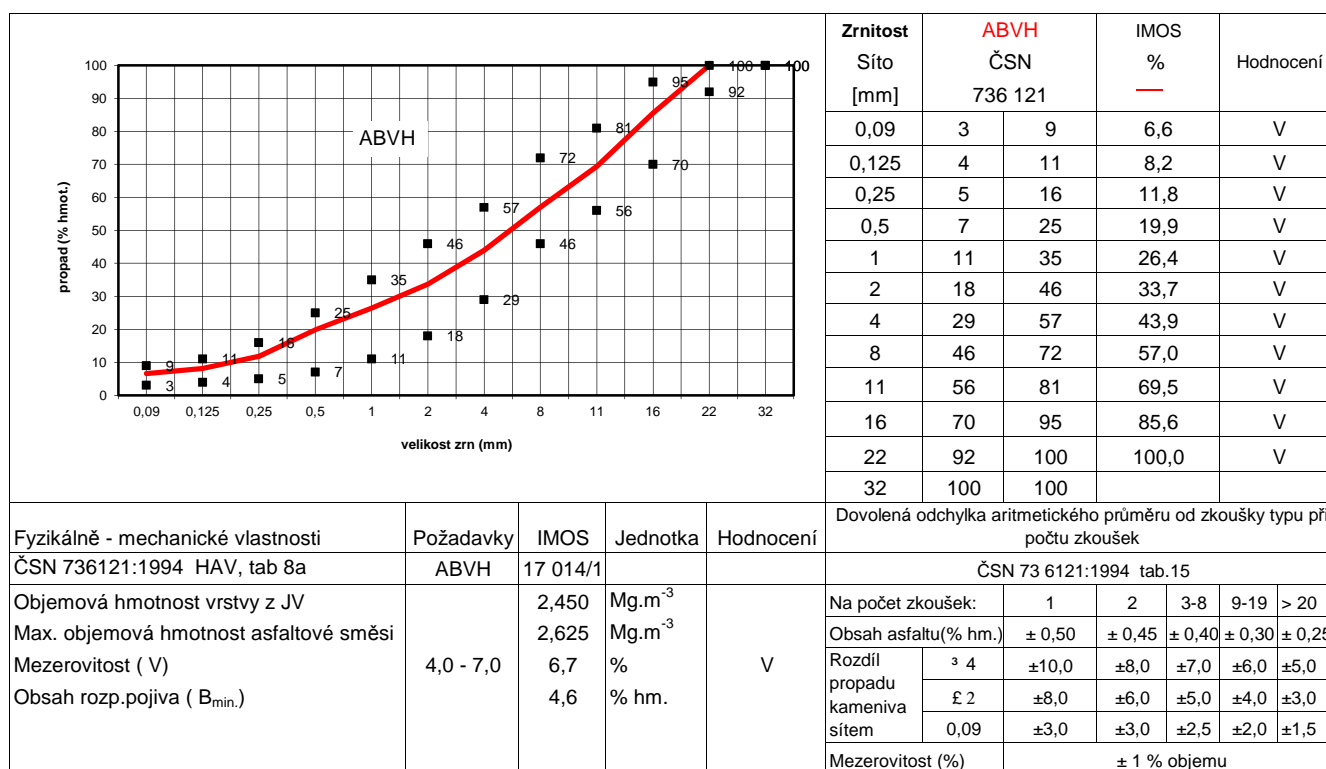 Zrnitost ABVH IMOS
Síto ČSN % Hodnocení
[mm] 736 121
0,09 3 9 6,6 V
0,125 4 11 8,2 V
0,25 5 16 11,8 V
0,5 7 25 19,9 V
1 11 35 26,4 V
2 18 46 33,7 V
4 29 57 43,9 V
8 46 72 57,0 V
11 56 81 69,5 V
16 70 95 85,6 V
22 92 100 100,0 V
32 100 100
propad (% hmot.)
100
90
80
70
60
50
40
30
20
10
0
ABVH
9 11 16 25 35 46 57 72 81 95 100 100
3 4 5 7 11 18 29 46 56 70 92 100
0,09 0,125 0,25 0,5 1 2 4 8 11 16 22 32
velikost zrn (mm)
Fyzikálně - mechanické vlastnosti Požadavky IMOS Jednotka Hodnocení
ČSN 736121:1994 HAV, tab 8a ABVH 17 014/1
Objemová hmotnost vrstvy z JV 2,450 Mg.m-3
Max. objemová hmotnost asfaltové směsi 2,625 Mg.m-3
Mezerovitost ( V) 4,0 - 7,0 6,7 % V
Obsah rozp.pojiva ( Bmin.) 4,6 % hm.
Dovolená odchylka aritmetického průměru od zkoušky typu při
počtu zkoušek
ČSN 73 6121:1994 tab.15
Na počet zkoušek: 1 2 3-8 9-19 > 20
Obsah asfaltu(% hm.) ± 0,50 ± 0,45 ± 0,40 ± 0,30 ± 0,25
Rozdíl propadu kameniva sítem
³ 4 ±10,0 ±8,0 ±7,0 ±6,0 ±5,0
£ 2 ±8,0 ±6,0 ±5,0 ±4,0 ±3,0
0,09 ±3,0 ±3,0 ±2,5 ±2,0 ±1,5
Mezerovitost (%) ± 1 % objemu